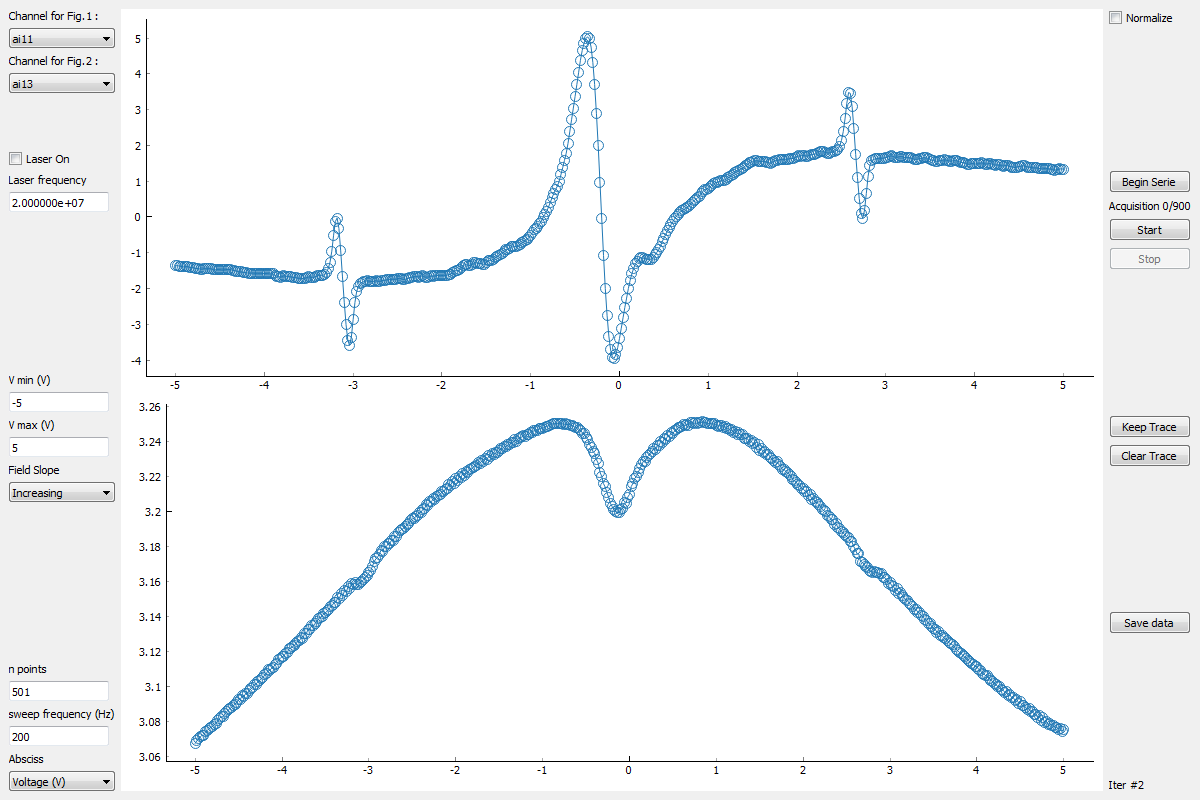 Channel for Fig.1 :
ai11
Channel for Fig.2 :
ai13
Laser On
Laser frequency
2.000000e+07
V min (V)
-5
V max (V)
5
Field Slope
Increasing
n points
501
sweep frequency (Hz)
200
Absciss
Voltage (V)
5
4
3
2
1
0
-1
-2
-3
-4
-5 -4 -3 -2 -1 0 1 2 3 4 5
3.26
3.24
3.22
3.2
3.18
3.16
3.14
3.12
3.1
3.08
3.06
-5 -4 -3 -2 -1 0 1 2 3 4 5
Normalize
Begin Serie
Acquisition 0/900
Start
Stop
Keep Trace
Clear Trace
Save data
Iter #2